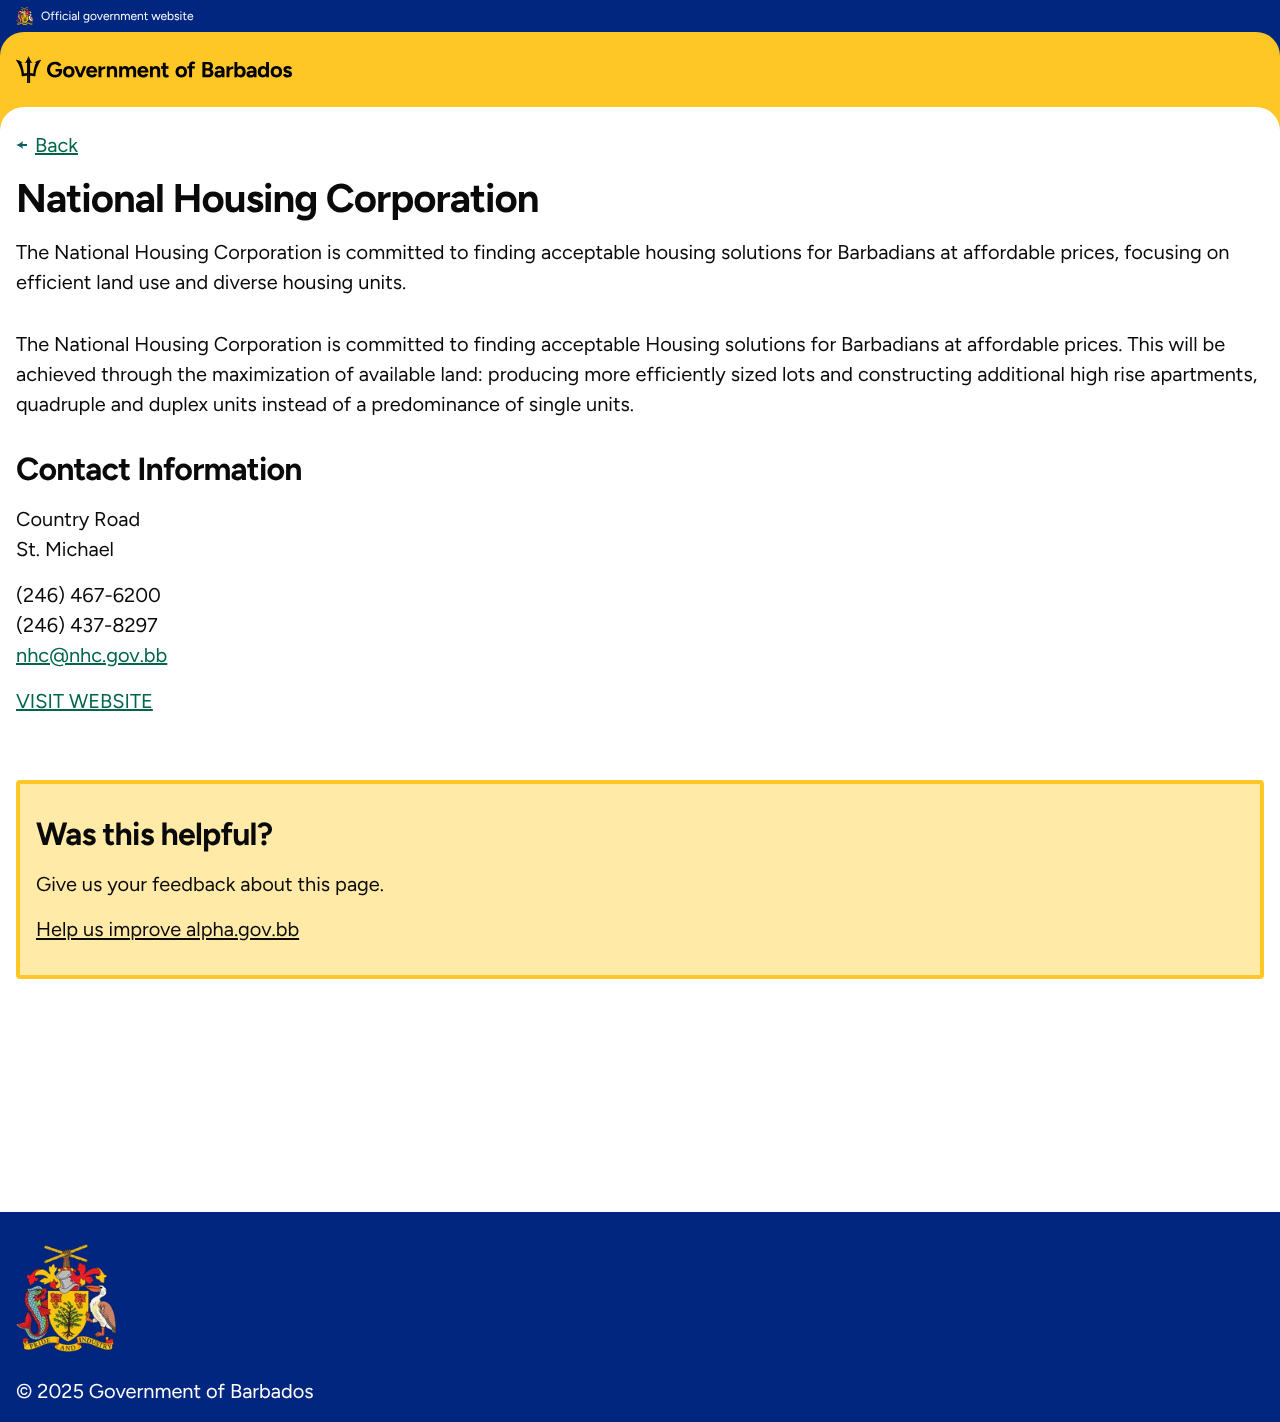 Official government website
Government of Barbados
Back
National Housing Corporation
The National Housing Corporation is committed to finding acceptable housing solutions for Barbadians at affordable prices, focusing on
efficient land use and diverse housing units.
The National Housing Corporation is committed to finding acceptable Housing solutions for Barbadians at affordable prices. This will be
achieved through the maximization of available land: producing more efficiently sized lots and constructing additional high rise apartments,
quadruple and duplex units instead of a predominance of single units.
Contact Information
Country Road
St. Michael
(246) 467-6200
(246) 437-8297
nhc@nhc.gov.bb
VISIT WEBSITE
Was this helpful?
Give us your feedback about this page.
Help us improve alpha.gov.bb
PRIDE AND INDUSTRY
© 2025 Government of Barbados